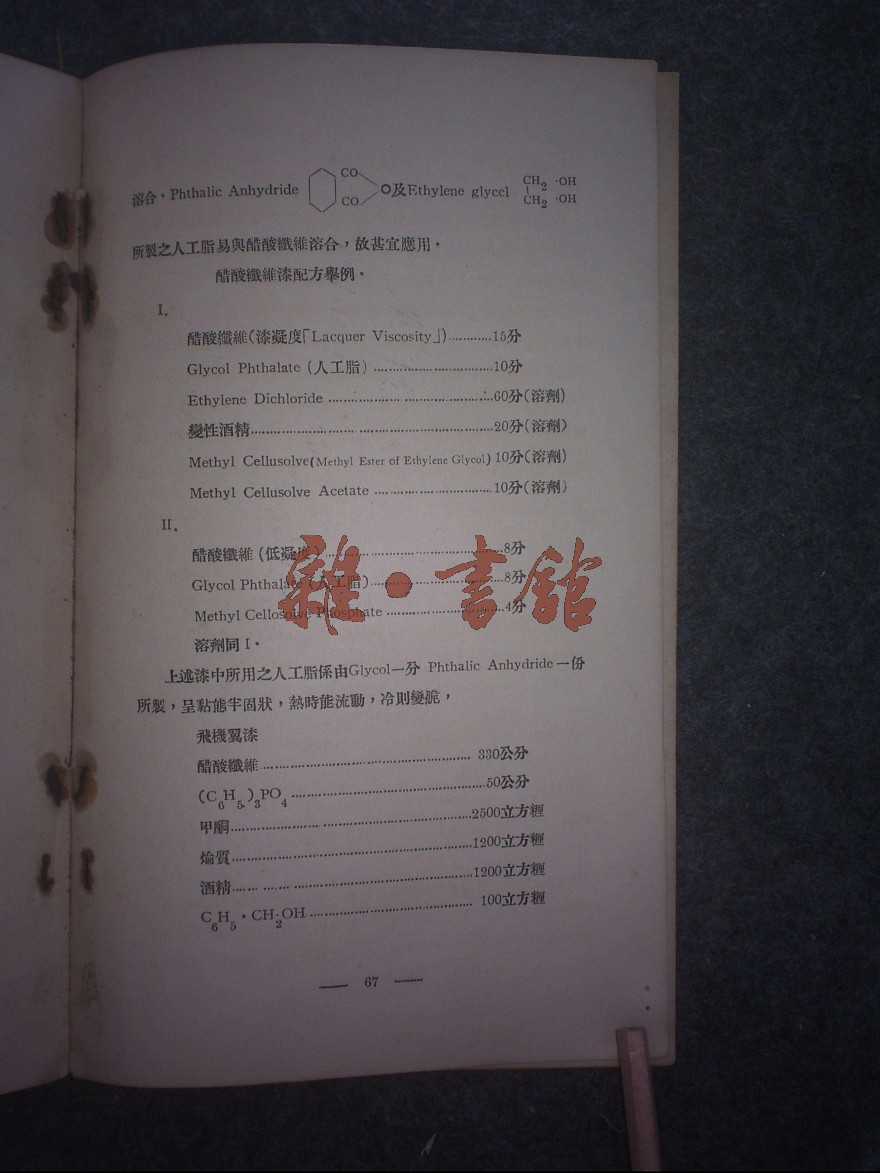 溶合・Phthalic Anhydride CO CO O及Ethylene glyccl CH2・OH CH2・OH
所製之人工脂易與醋酸纖維溶合，故甚宜應用・
醋酸纖維漆配方舉例・
I.
醋酸纖維(漆凝度「Lacquer Viscosity」)............15分
Glycol Phthalate (人工脂) ..............................10分
Ethylene Dichloride ..........................................60分(溶劑)
變性酒精............................................................20分(溶劑)
Methyl Cellusolve(Methyl Ester of Ethylene Glycol) 10分(溶劑)
Methyl Cellusolve Acetate ..............................10分(溶劑)
II.
醋酸纖維(低凝度)............................................8分
Glycol Phthalate (人工脂)................................8分
Methyl Cellosolve Phosphate ..............................4分
雜・書館
溶劑同I・
上述漆中所用之人工脂係由Glycol一分 Phthalic Anhydride一份
所製，呈黏態牢固狀，熱時能流動，冷則變脆，
飛機翼漆
醋酸纖維...................................................... 330公分
(C6H5)3PO4..................................................50公分
甲酮..............................................................2500立方糎
焀質..............................................................1200立方糎
酒精..............................................................1200立方糎
C6H5・CH2OH.......................................... 100立方糎
— 67 —